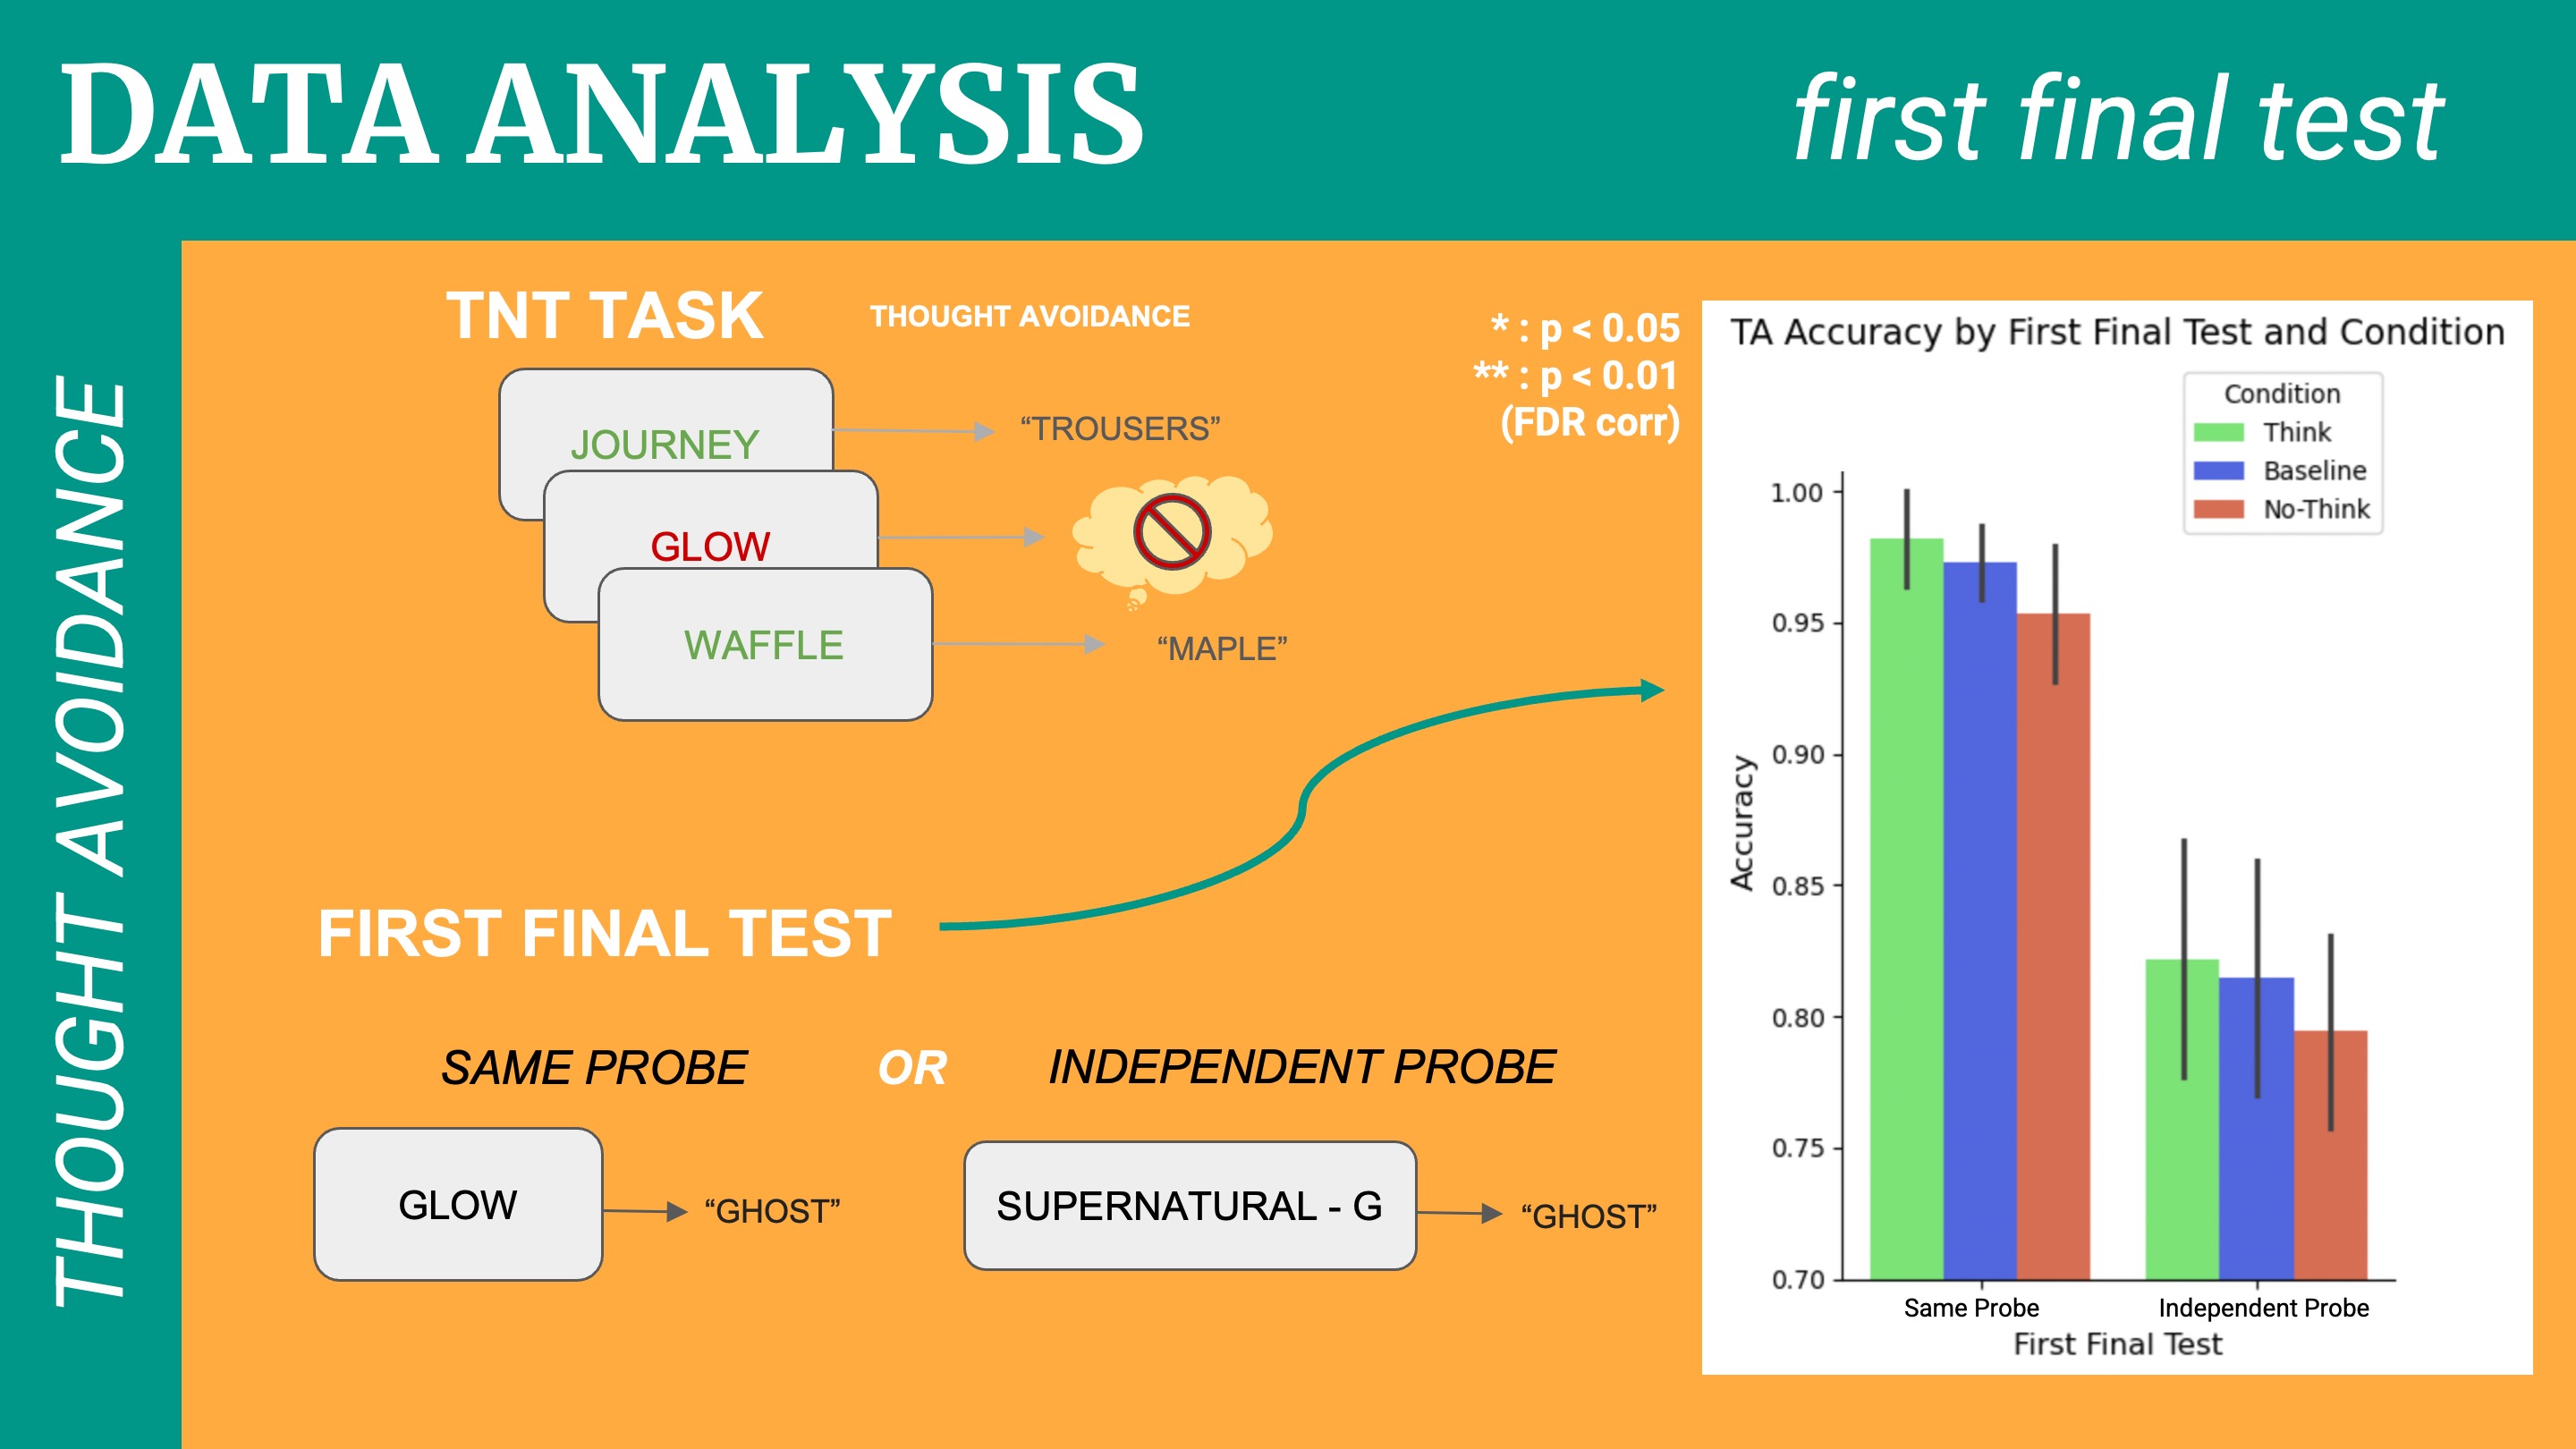 DATA ANALYSIS
first final test
THOUGHT AVOIDANCE
TNT TASK
THOUGHT AVOIDANCE
JOURNEY
“TROUSERS”
GLOW
WAFFLE
“MAPLE”
* : p < 0.05
** : p < 0.01
(FDR corr)
FIRST FINAL TEST
SAME PROBE
OR
INDEPENDENT PROBE
GLOW
“GHOST”
SUPERNATURAL - G
“GHOST”
TA Accuracy by First Final Test and Condition
Condition
Think
Baseline
No-Think
Accuracy
1.00
0.95
0.90
0.85
0.80
0.75
0.70
Same Probe
Independent Probe
First Final Test